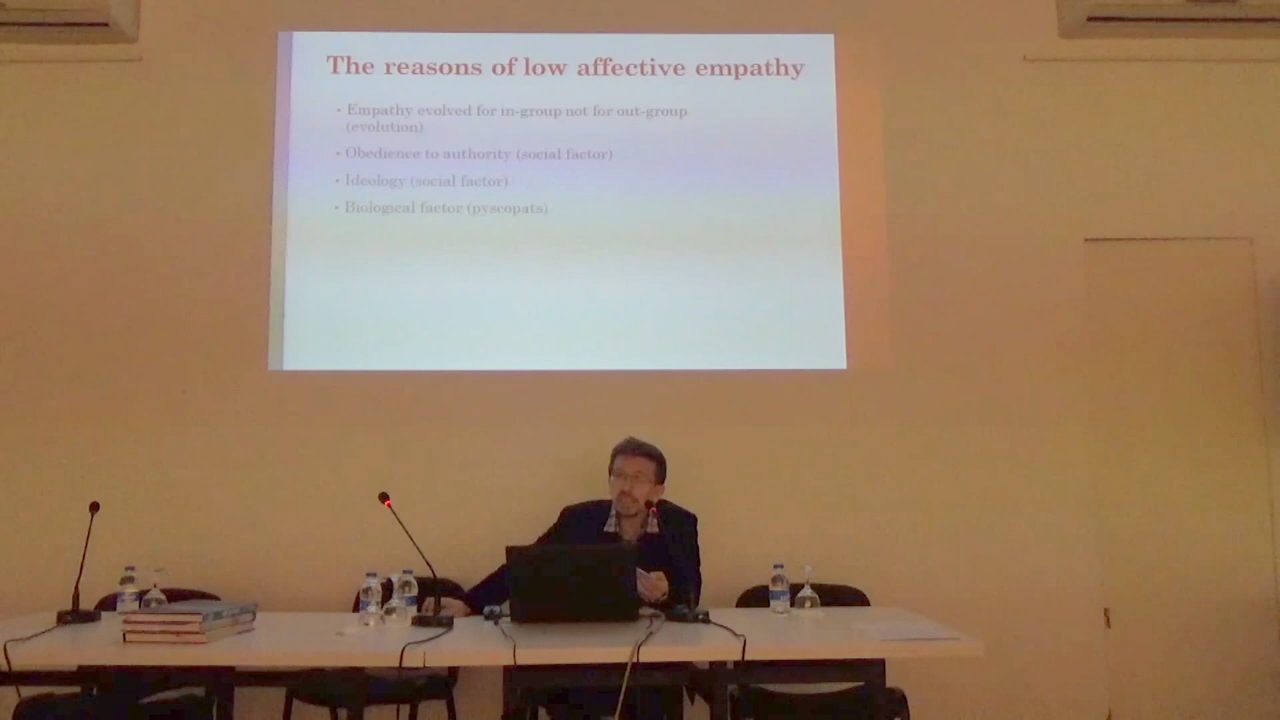 The reasons of low affective empathy
• Empathy evolved for in-group not for out-group
(evolution)
• Obedience to authority (social factor)
• Ideology (social factor)
• Biological factor (pyscopats)